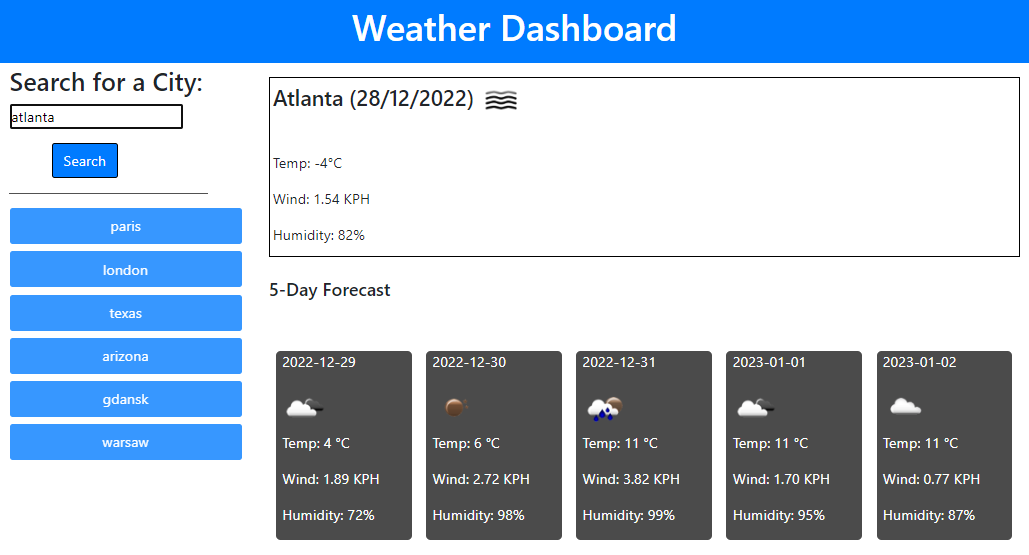 Weather Dashboard
Search for a City:
atlanta
Search
paris
london
texas
arizona
gdansk
warsaw
Atlanta (28/12/2022)
Temp: -4°C
Wind: 1.54 KPH
Humidity: 82%
5-Day Forecast
2022-12-29
Temp: 4 °C
Wind: 1.89 KPH
Humidity: 72%
2022-12-30
Temp: 6 °C
Wind: 2.72 KPH
Humidity: 98%
2022-12-31
Temp: 11 °C
Wind: 3.82 KPH
Humidity: 99%
2023-01-01
Temp: 11 °C
Wind: 1.70 KPH
Humidity: 95%
2023-01-02
Temp: 11 °C
Wind: 0.77 KPH
Humidity: 87%